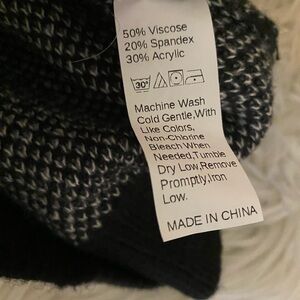 50% Viscose
20% Spandex
30% Acrylic
30°
Machine Wash
Cold Gentle,With
Like Colors,
Non-Chlorine
Bleach When
Needed,Tumble
Dry Low,Remove
Promptly,Iron
Low.
MADE IN CHINA